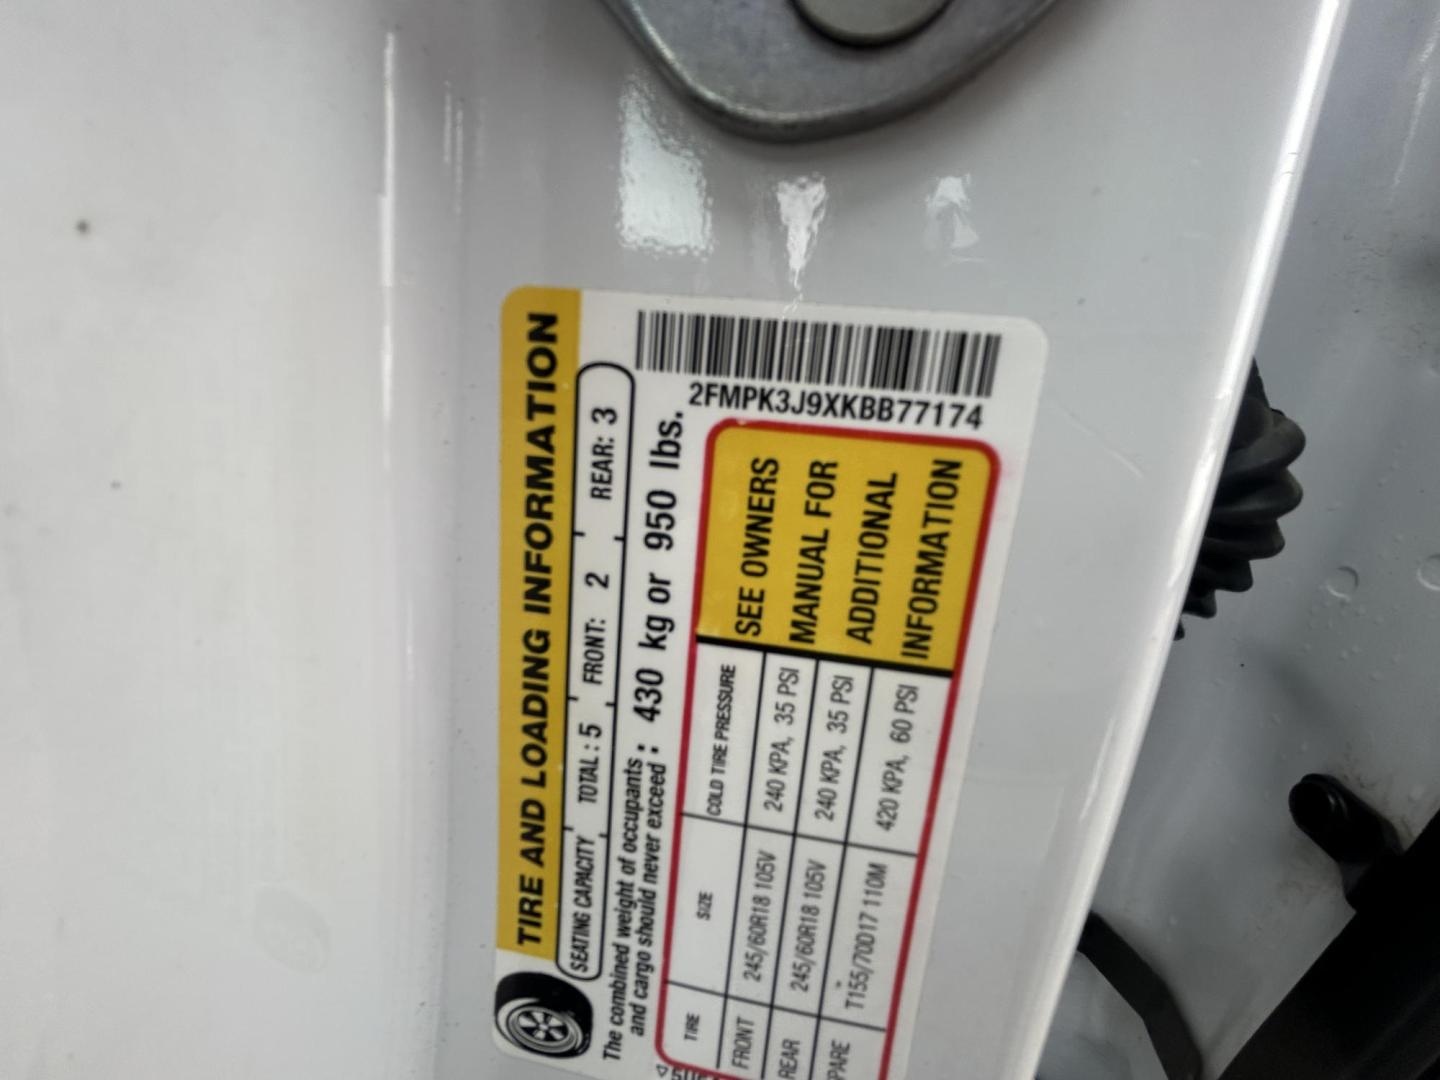 TIRE AND LOADING INFORMATION
SEATING CAPACITY TOTAL : 5 FRONT: 2 REAR: 3
The combined weight of occupants
and cargo should never exceed : 430 kg or 950 lbs.
2FMPK3J9XKBB77174
TIRE SIZE COLD TIRE PRESSURE
FRONT 245/60R18 105V 240 KPA, 35 PSI
REAR 245/60R18 105V 240 KPA, 35 PSI
SPARE T155/70D17 110M 420 KPA, 60 PSI
SEE OWNERS
MANUAL FOR
ADDITIONAL
INFORMATION